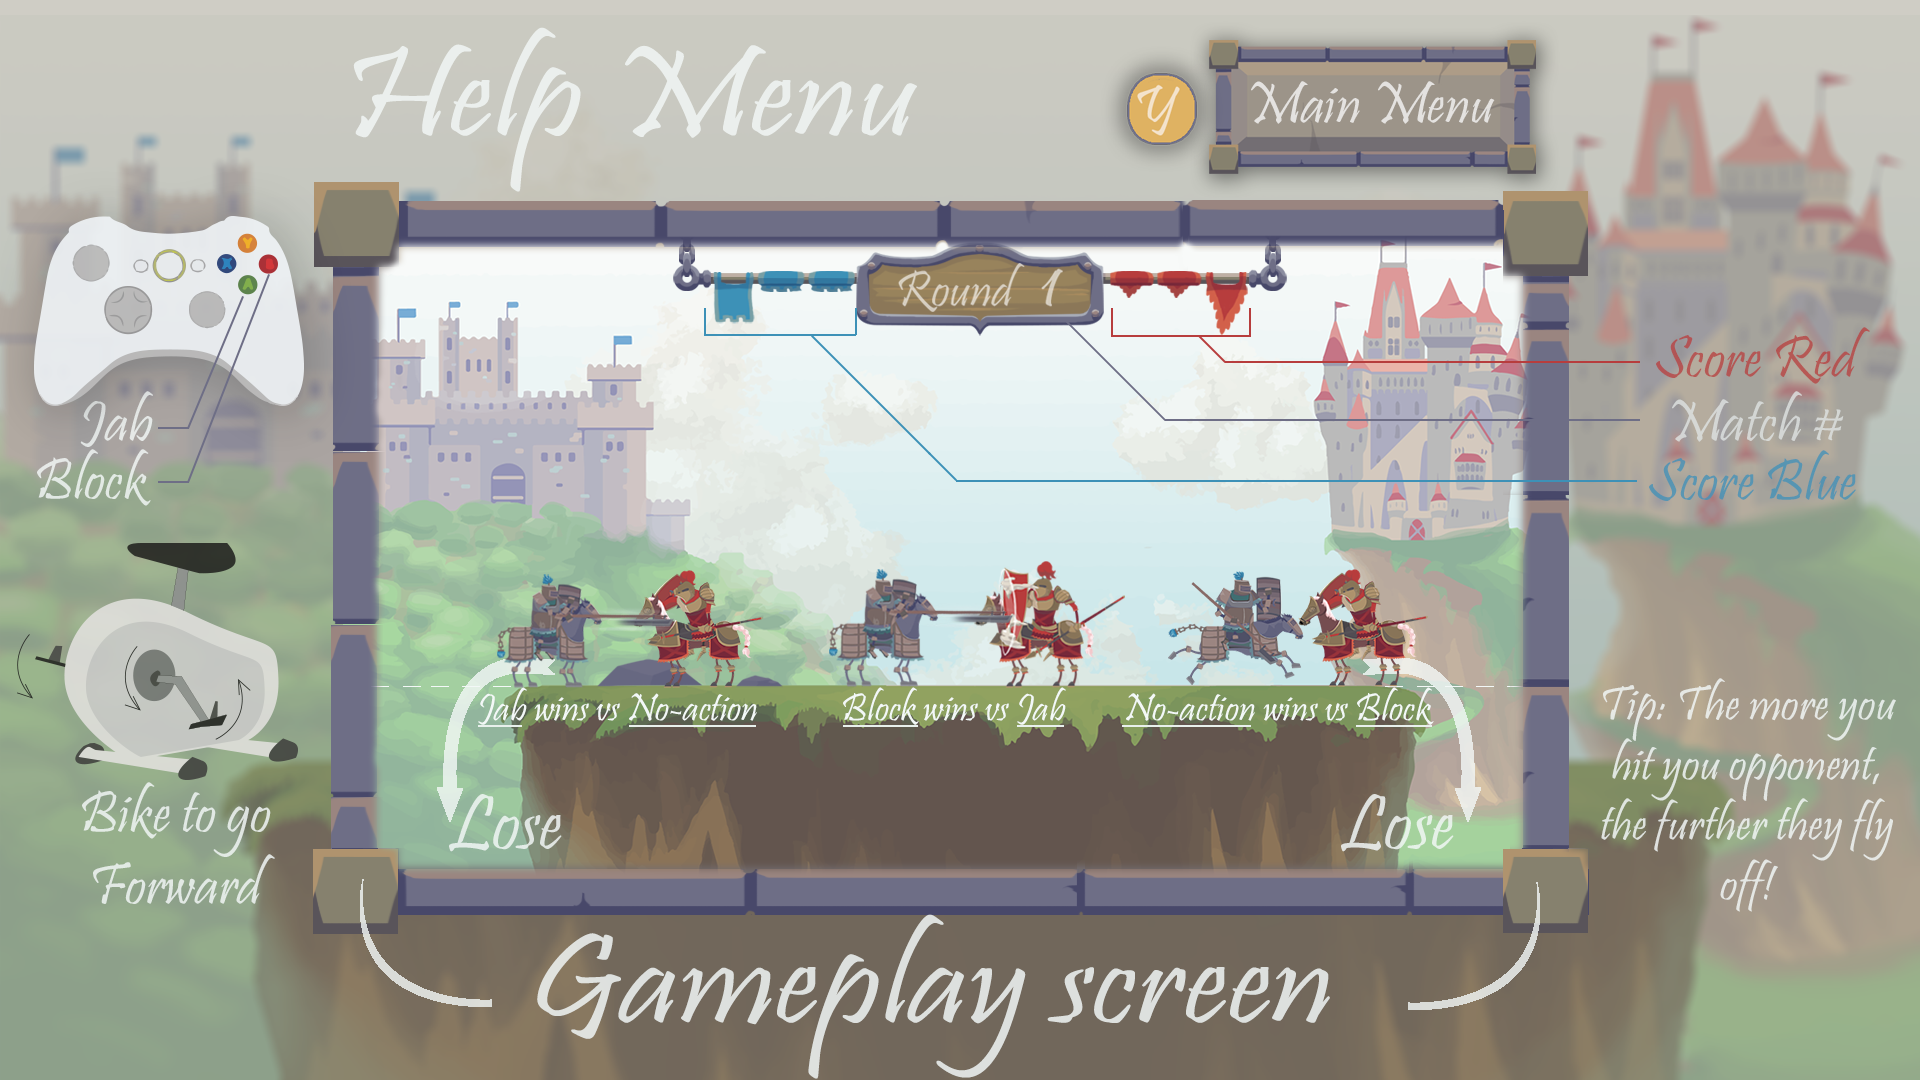 Help Menu
Y
Main Menu
Y
X
B
A
Jab
Block
Round 1
Score Red
Match #
Score Blue
Jab wins vs No-action
Block wins vs Jab
No-action wins vs Block
Lose
Lose
Bike to go
Forward
Tip: The more you
hit you opponent,
the further they fly
off!
Gameplay screen